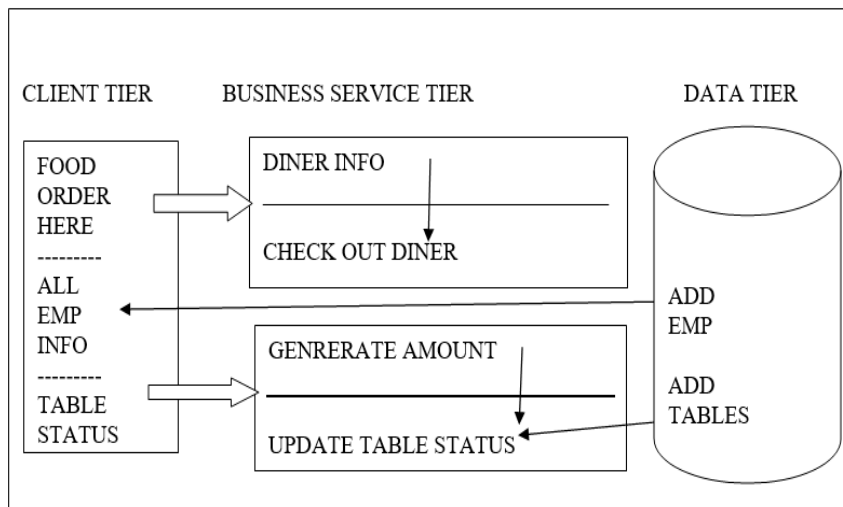 CLIENT TIER
BUSINESS SERVICE TIER
DATA TIER
FOOD
ORDER
HERE
---------
ALL
EMP
INFO
---------
TABLE
STATUS
DINER INFO
CHECK OUT DINER
GENRERATE AMOUNT
UPDATE TABLE STATUS
ADD
EMP
ADD
TABLES